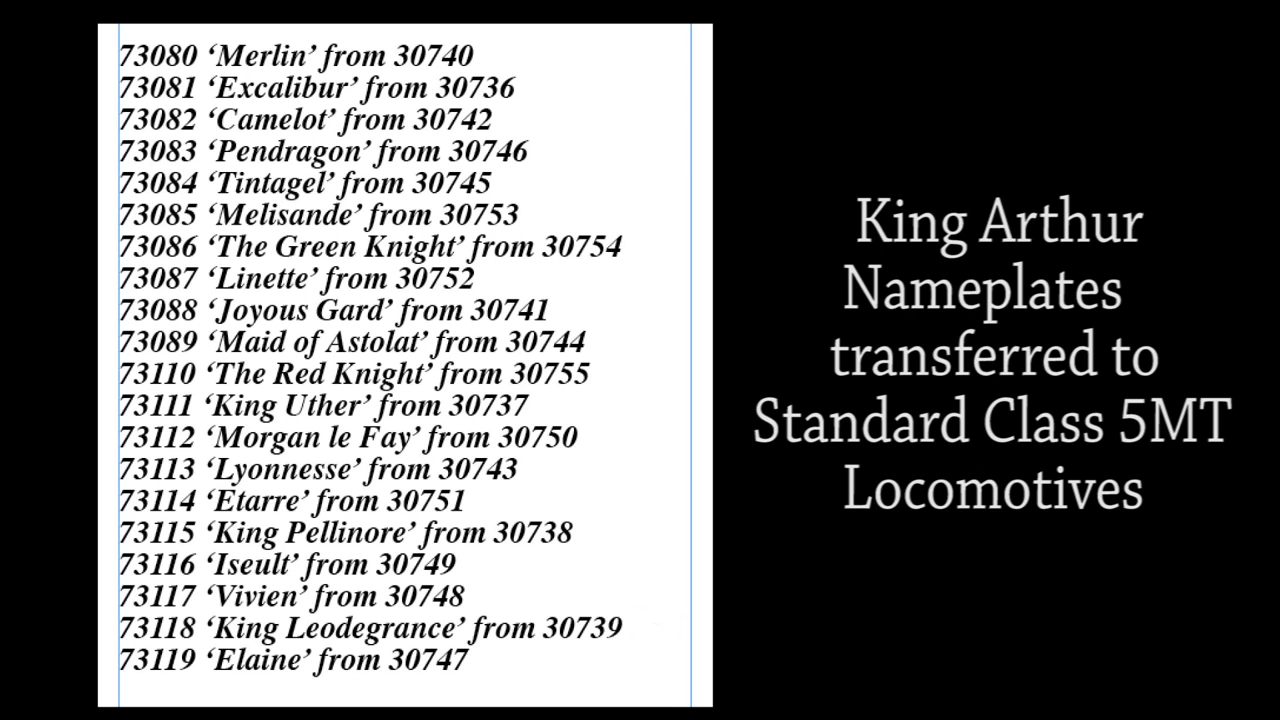 73080 ‘Merlin’ from 30740
73081 ‘Excalibur’ from 30736
73082 ‘Camelot’ from 30742
73083 ‘Pendragon’ from 30746
73084 ‘Tintagel’ from 30745
73085 ‘Melisande’ from 30753
73086 ‘The Green Knight’ from 30754
73087 ‘Linette’ from 30752
73088 ‘Joyous Gard’ from 30741
73089 ‘Maid of Astolat’ from 30744
73110 ‘The Red Knight’ from 30755
73111 ‘King Uther’ from 30737
73112 ‘Morgan le Fay’ from 30750
73113 ‘Lyonnesse’ from 30743
73114 ‘Etarre’ from 30751
73115 ‘King Pellinore’ from 30738
73116 ‘Iseult’ from 30749
73117 ‘Vivien’ from 30748
73118 ‘King Leodegrance’ from 30739
73119 ‘Elaine’ from 30747
King Arthur
Nameplates
transferred to
Standard Class 5MT
Locomotives